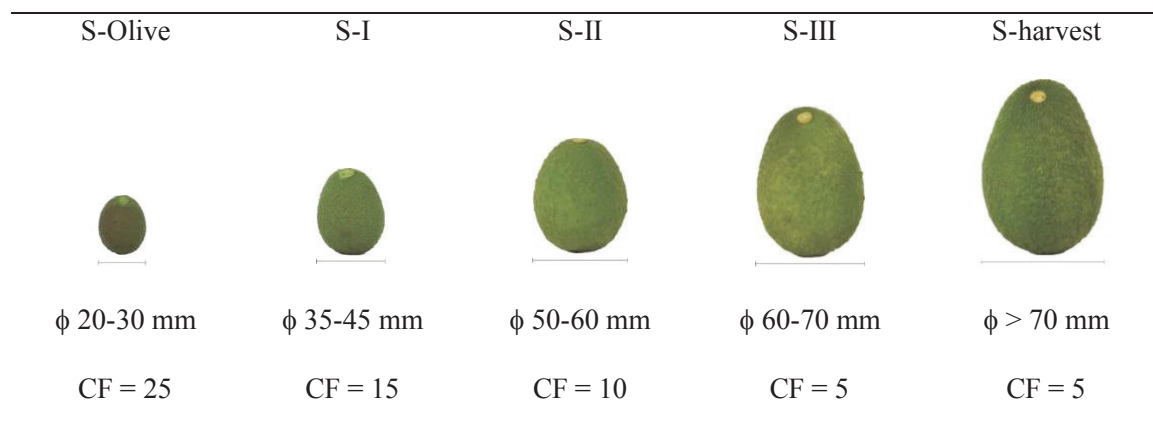 S-Olive S-I S-II S-III S-harvest
ϕ 20-30 mm ϕ 35-45 mm ϕ 50-60 mm ϕ 60-70 mm ϕ > 70 mm
CF = 25 CF = 15 CF = 10 CF = 5 CF = 5